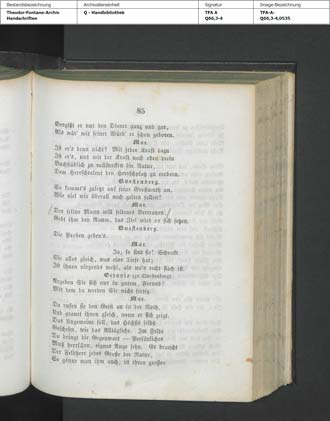 Bestandsbezeichnung
Theodor-Fontane-Archiv
Handschriften
Archivalieneinheit
Q - Handbibliothek
Signatur
TFA A
Q66,3-4
Image-Bezeichnung
TFA-A-
Q66,3-4,0535
85
Vergißt er nur den Diener ganz und gar,
Als wär' mit seiner Würd' er schon geboren.
Max.
Ist er's denn nicht? Mit jeder Kraft dazu
Ist er's, und mit der Kraft noch oben drein
Buchstäblich zu vollstrecken die Natur,
Dem Herrschtalent den Herrschplatz zu erobern.
Questenberg.
So kommt's zuletzt auf seine Großmuth an,
Wie viel wir überall noch gelten sollen?
Max.
Der seltne Mann will seltenes Vertrauen.
Gebt ihm den Raum, das Ziel wird er sich setzen.
Questenberg.
Die Proben geben's.
Max.
Ja, so sind sie! Schreckt
Sie alles gleich, was eine Tiefe hat;
Ist ihnen nirgends wohl, als wo's recht flach ist.
Octavio (zu Questenberg).
Ergeben Sie sich nur in gutem, Freund!
Mit dem da werden Sie nicht fertig.
Max.
Da rufen sie den Geist an in der Noth,
Und grauet ihnen gleich, wenn er sich zeigt.
Das Ungemeine soll, das Höchste selbst
Geschehn, wie das Alltägliche. Im Felde
Da dringt die Gegenwart — Persönliches
Muß herrschen, eignes Auge sehn. Es braucht
Der Feldherr jedes Große der Natur,
So gönne man ihm auch, in ihren großen